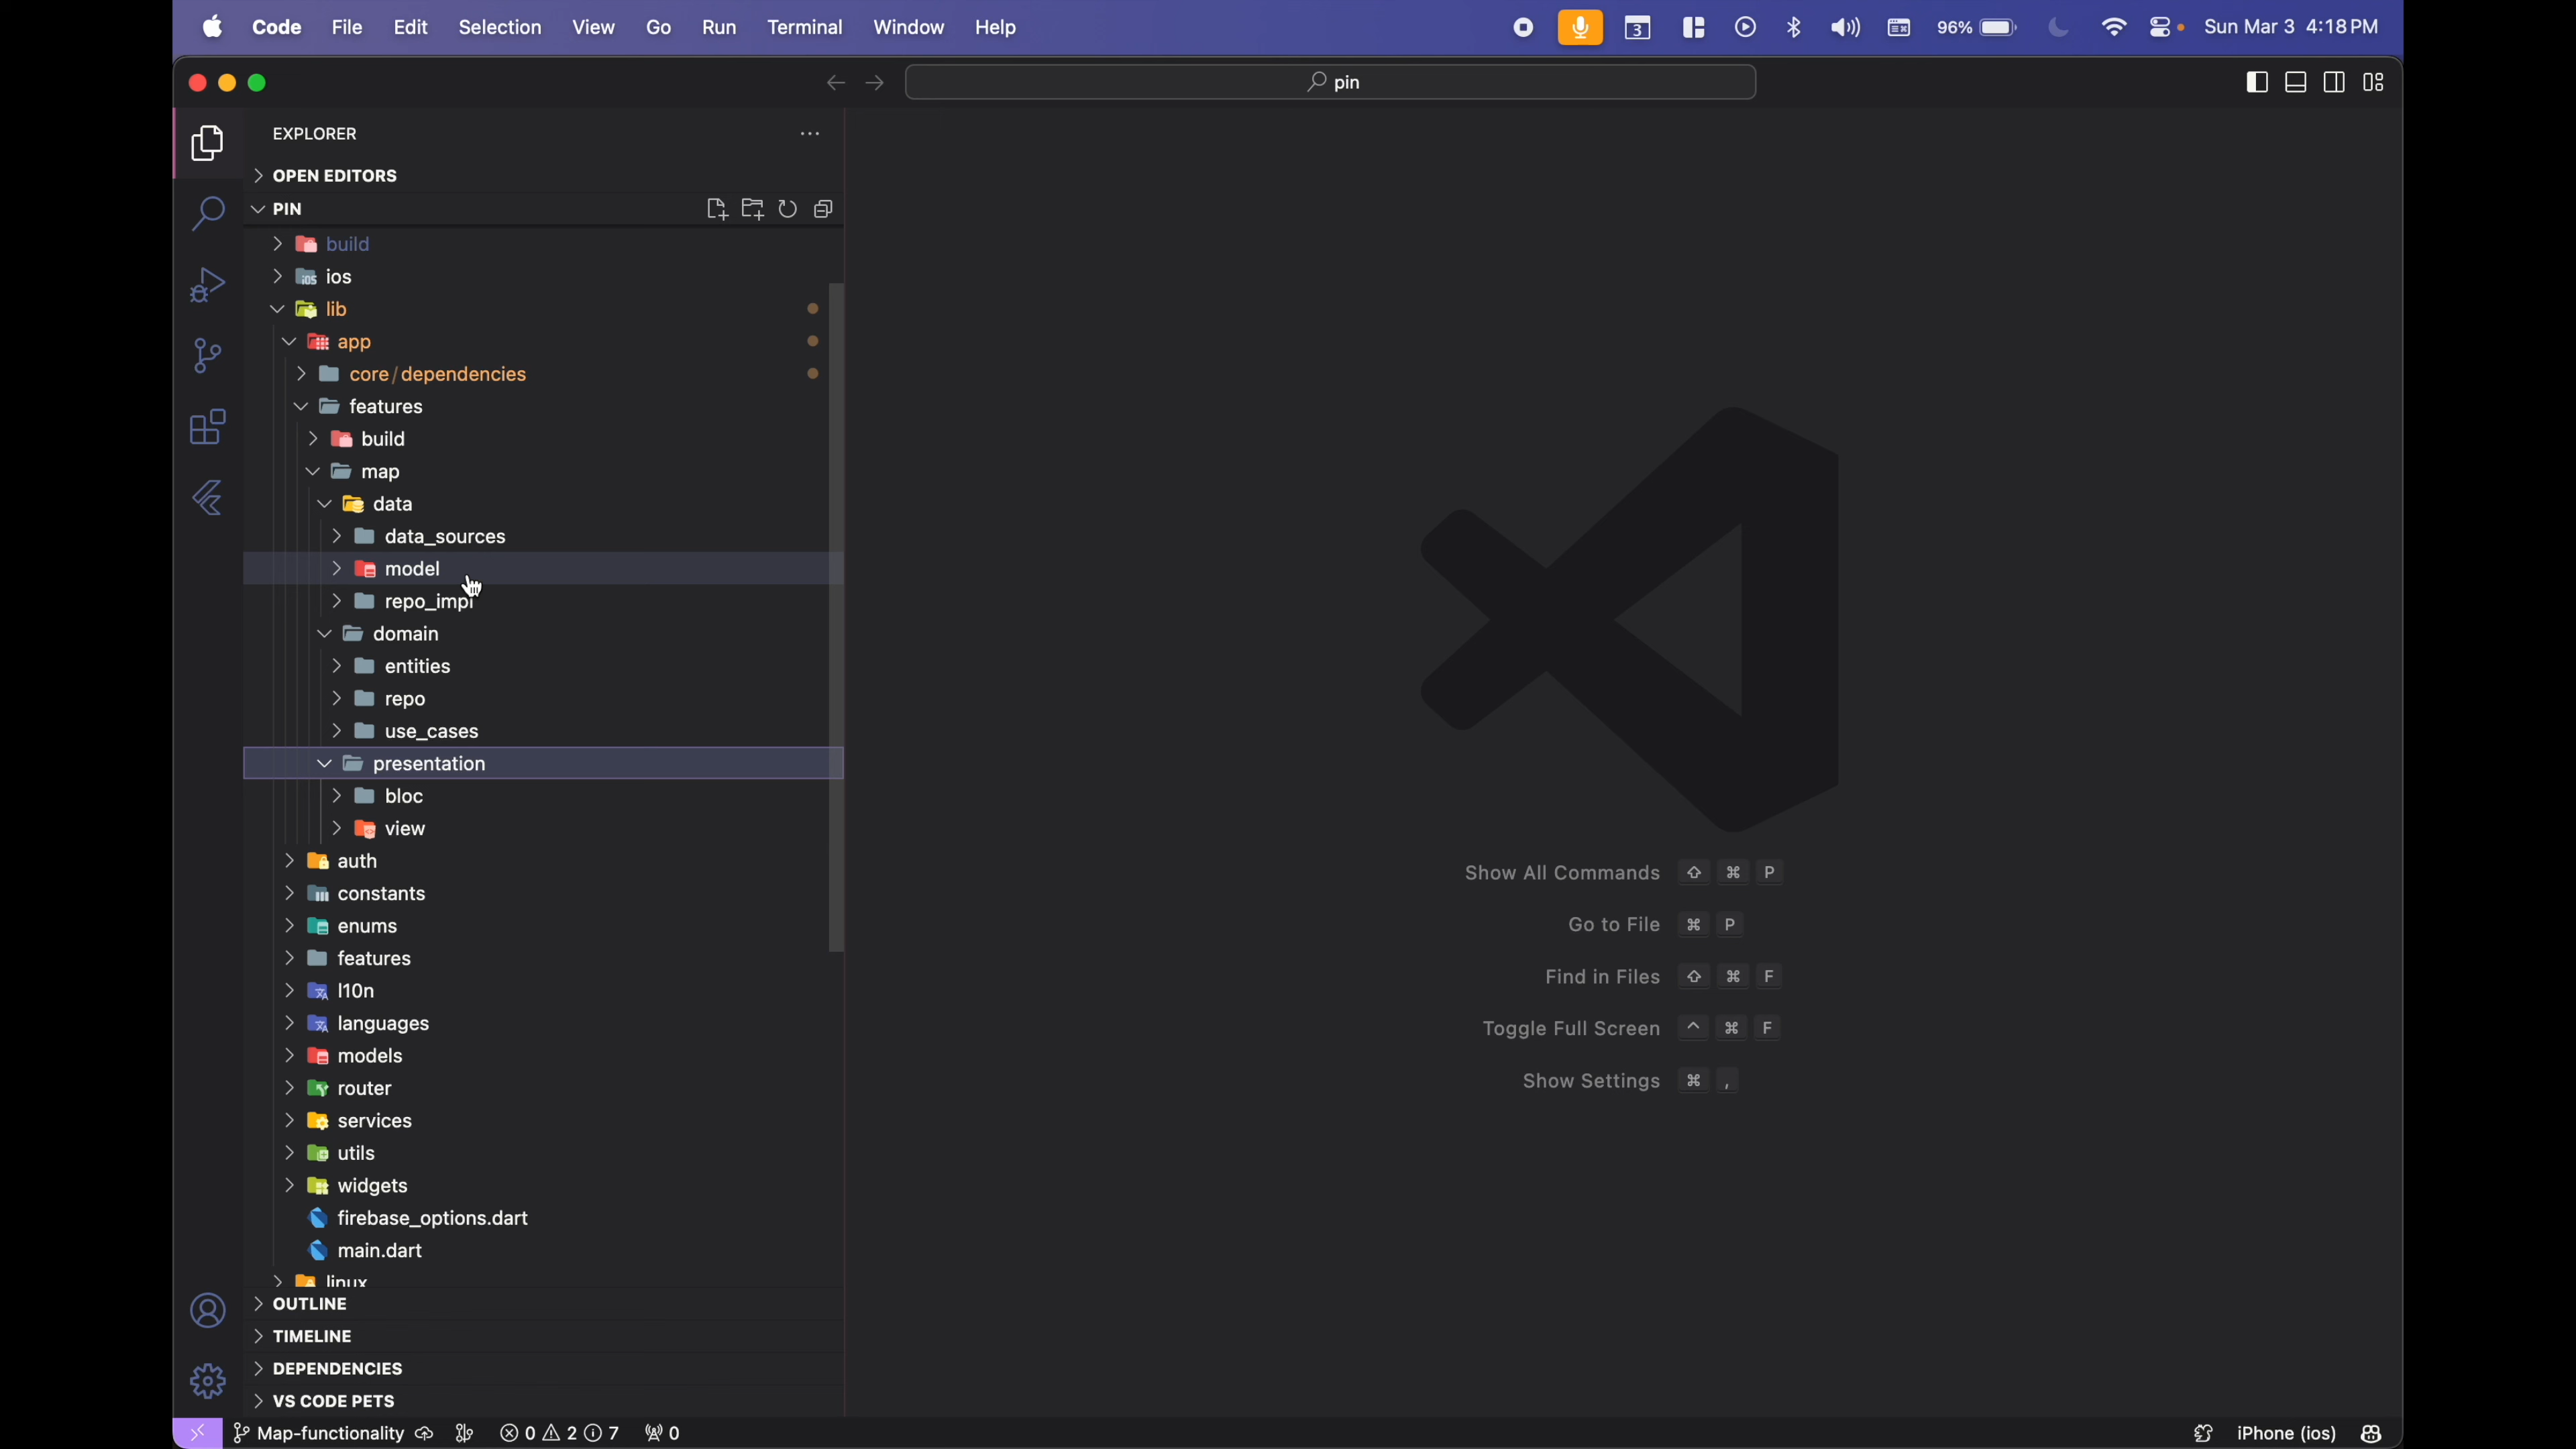 Code File Edit Selection View Go Run Terminal Window Help 3 96% Sun Mar 3 4:18 PM
pin
EXPLORER
OPEN EDITORS
PIN
build
ios
lib
app
core/dependencies
features
build
map
data
data_sources
model
repo_impl
domain
entities
repo
use_cases
presentation
bloc
view
auth
constants
enums
features
l10n
languages
models
router
services
utils
widgets
firebase_options.dart
main.dart
linux
OUTLINE
TIMELINE
DEPENDENCIES
VS CODE PETS
Show All Commands ⇧ ⌘ P
Go to File ⌘ P
Find in Files ⇧ ⌘ F
Toggle Full Screen ^ ⌘ F
Show Settings ⌘ ,
Map-functionality 0 2 7 0 iPhone (ios)